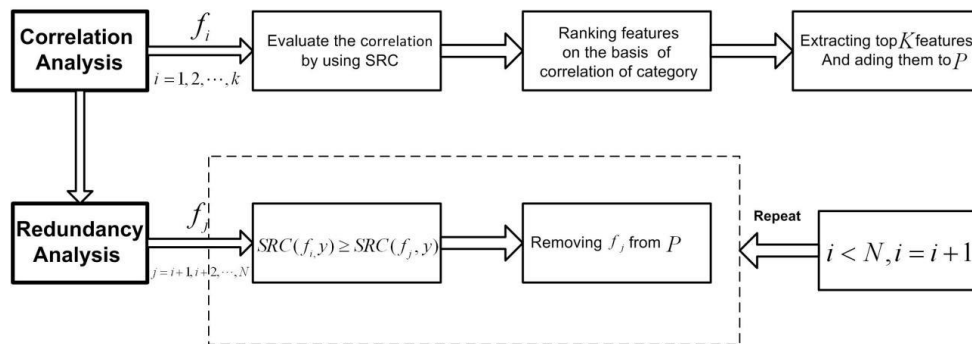 Correlation
Analysis
f_i
i = 1, 2, ⋯, k
Evaluate the correlation
by using SRC
Ranking features
on the basis of
correlation of category
Extracting top K features
And ading them to P
Redundancy
Analysis
f_j
j = i+1, i+2, ⋯, N
SRC(f_i, y) ≥ SRC(f_j, y)
Removing f_j from P
Repeat
i < N, i = i + 1